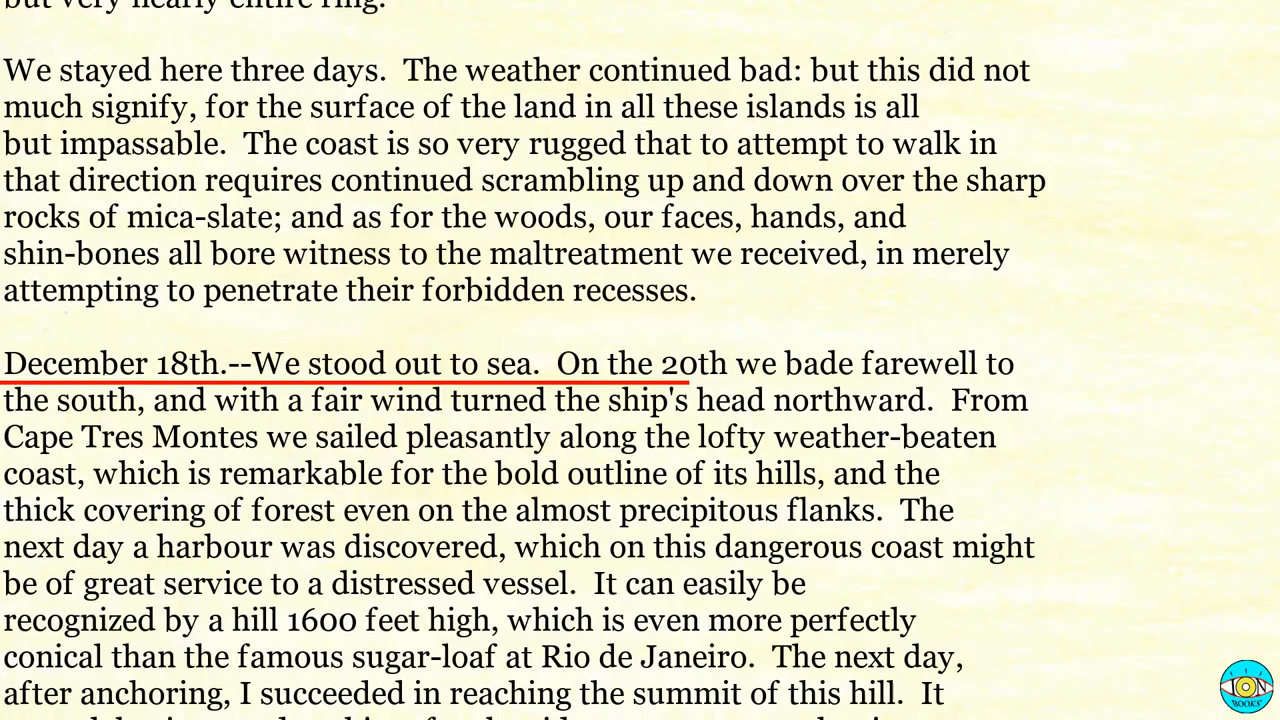 but very nearly entire ring.
We stayed here three days.  The weather continued bad: but this did not
much signify, for the surface of the land in all these islands is all
but impassable.  The coast is so very rugged that to attempt to walk in
that direction requires continued scrambling up and down over the sharp
rocks of mica-slate; and as for the woods, our faces, hands, and
shin-bones all bore witness to the maltreatment we received, in merely
attempting to penetrate their forbidden recesses.
December 18th.--We stood out to sea.  On the 20th we bade farewell to
the south, and with a fair wind turned the ship's head northward.  From
Cape Tres Montes we sailed pleasantly along the lofty weather-beaten
coast, which is remarkable for the bold outline of its hills, and the
thick covering of forest even on the almost precipitous flanks.  The
next day a harbour was discovered, which on this dangerous coast might
be of great service to a distressed vessel.  It can easily be
recognized by a hill 1600 feet high, which is even more perfectly
conical than the famous sugar-loaf at Rio de Janeiro.  The next day,
after anchoring, I succeeded in reaching the summit of this hill.  It
ION
BOOKS